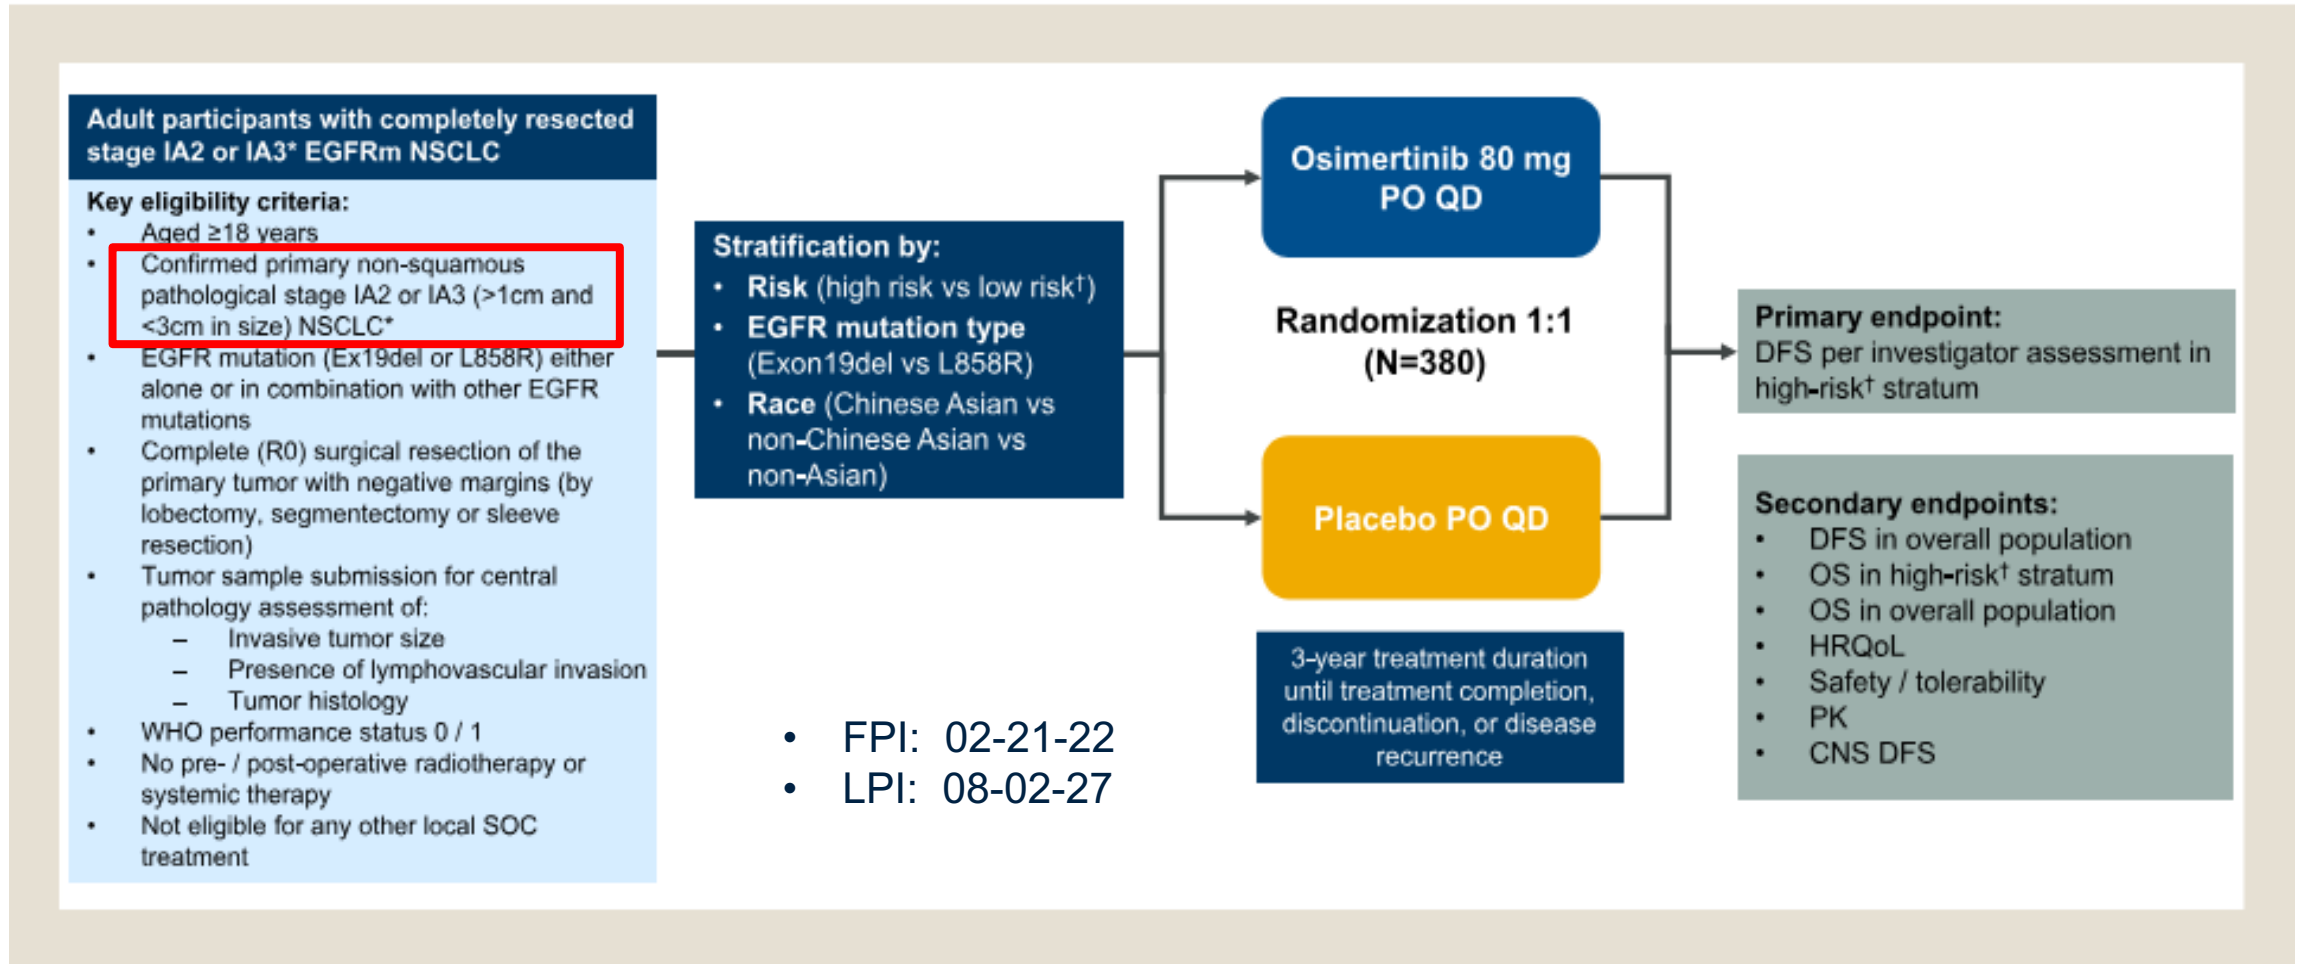 Adult participants with completely resected
stage IA2 or IA3* EGFRm NSCLC
Key eligibility criteria:
• Aged ≥18 years
• Confirmed primary non-squamous
pathological stage IA2 or IA3 (>1cm and
<3cm in size) NSCLC*
• EGFR mutation (Ex19del or L858R) either
alone or in combination with other EGFR
mutations
• Complete (R0) surgical resection of the
primary tumor with negative margins (by
lobectomy, segmentectomy or sleeve
resection)
• Tumor sample submission for central
pathology assessment of:
– Invasive tumor size
– Presence of lymphovascular invasion
– Tumor histology
• WHO performance status 0 / 1
• No pre- / post-operative radiotherapy or
systemic therapy
• Not eligible for any other local SOC
treatment
Stratification by:
• Risk (high risk vs low risk†)
• EGFR mutation type
(Exon19del vs L858R)
• Race (Chinese Asian vs
non-Chinese Asian vs
non-Asian)
• FPI: 02-21-22
• LPI: 08-02-27
Osimertinib 80 mg
PO QD
Randomization 1:1
(N=380)
Placebo PO QD
3-year treatment duration
until treatment completion,
discontinuation, or disease
recurrence
Primary endpoint:
DFS per investigator assessment in
high-risk† stratum
Secondary endpoints:
• DFS in overall population
• OS in high-risk† stratum
• OS in overall population
• HRQoL
• Safety / tolerability
• PK
• CNS DFS